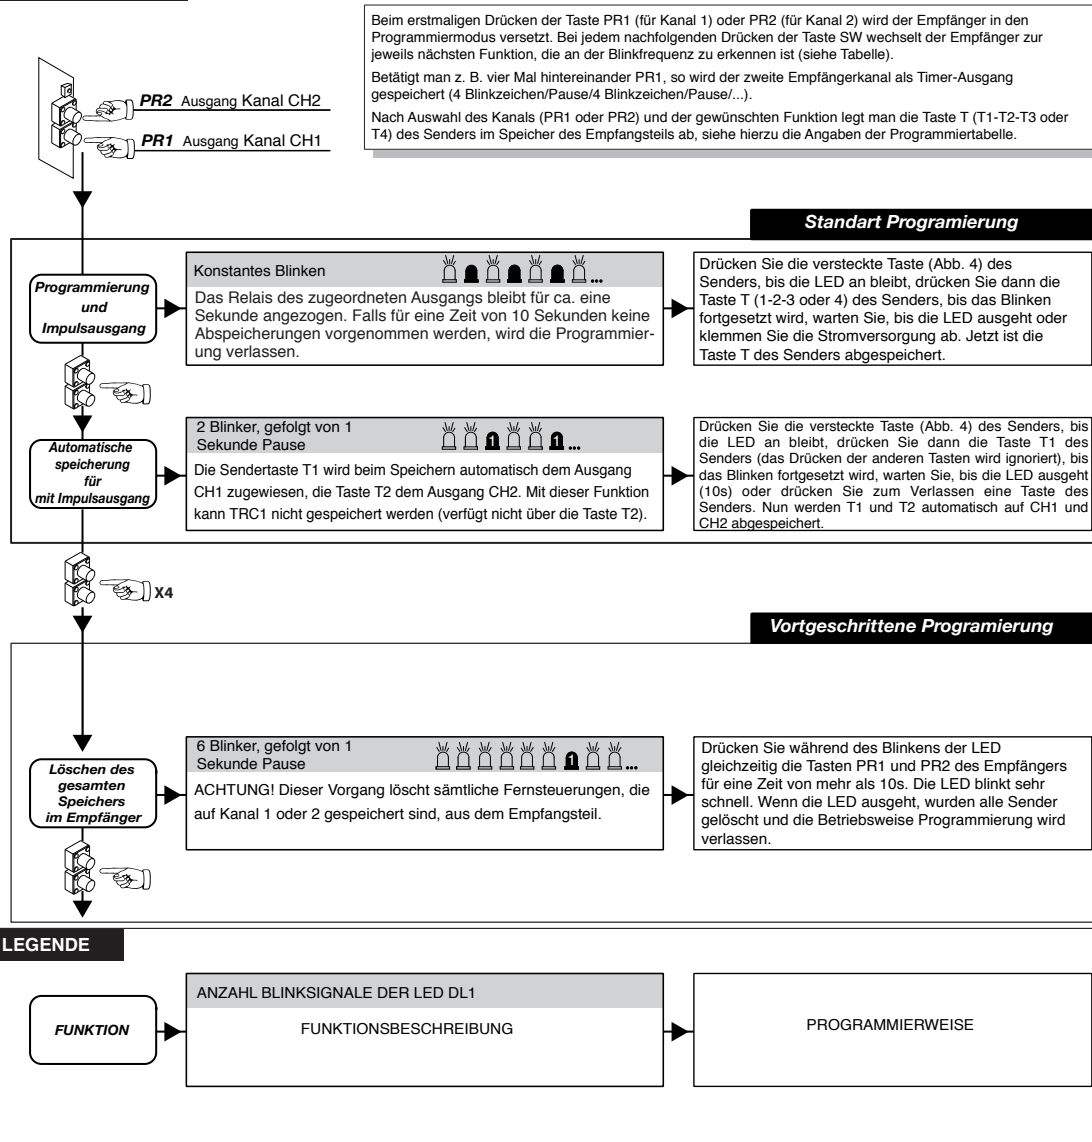 Beim erstmaligen Drücken der Taste PR1 (für Kanal 1) oder PR2 (für Kanal 2) wird der Empfänger in den
Programmiermodus versetzt. Bei jedem nachfolgenden Drücken der Taste SW wechselt der Empfänger zur
jeweils nächsten Funktion, die an der Blinkfrequenz zu erkennen ist (siehe Tabelle).
Betätigt man z. B. vier Mal hintereinander PR1, so wird der zweite Empfängerkanal als Timer-Ausgang
gespeichert (4 Blinkzeichen/Pause/4 Blinkzeichen/Pause/...).
Nach Auswahl des Kanals (PR1 oder PR2) und der gewünschten Funktion legt man die Taste T (T1-T2-T3 oder
T4) des Senders im Speicher des Empfangsteils ab, siehe hierzu die Angaben der Programmiertabelle.
PR2 Ausgang Kanal CH2
PR1 Ausgang Kanal CH1
Standart Programierung
Programmierung
und
Impulsausgang
Konstantes Blinken
...
Das Relais des zugeordneten Ausgangs bleibt für ca. eine
Sekunde angezogen. Falls für eine Zeit von 10 Sekunden keine
Abspeicherungen vorgenommen werden, wird die Programmier-
ung verlassen.
Drücken Sie die versteckte Taste (Abb. 4) des
Senders, bis die LED an bleibt, drücken Sie dann die
Taste T (1-2-3 oder 4) des Senders, bis das Blinken
fortgesetzt wird, warten Sie, bis die LED ausgeht oder
klemmen Sie die Stromversorgung ab. Jetzt ist die
Taste T des Senders abgespeichert.
Automatische
speicherung
für
mit Impulsausgang
2 Blinker, gefolgt von 1
Sekunde Pause
1 1...
Die Sendertaste T1 wird beim Speichern automatisch dem Ausgang
CH1 zugewiesen, die Taste T2 dem Ausgang CH2. Mit dieser Funktion
kann TRC1 nicht gespeichert werden (verfügt nicht über die Taste T2).
Drücken Sie die versteckte Taste (Abb. 4) des Senders, bis
die LED an bleibt, drücken Sie dann die Taste T1 des
Senders (das Drücken der anderen Tasten wird ignoriert), bis
das Blinken fortgesetzt wird, warten Sie, bis die LED ausgeht
(10s) oder drücken Sie zum Verlassen eine Taste des
Senders. Nun werden T1 und T2 automatisch auf CH1 und
CH2 abgespeichert.
X4
Vortgeschrittene Programierung
Löschen des
gesamten
Speichers
im Empfänger
6 Blinker, gefolgt von 1
Sekunde Pause
1 ...
ACHTUNG! Dieser Vorgang löscht sämtliche Fernsteuerungen, die
auf Kanal 1 oder 2 gespeichert sind, aus dem Empfangsteil.
Drücken Sie während des Blinkens der LED
gleichzeitig die Tasten PR1 und PR2 des Empfängers
für eine Zeit von mehr als 10s. Die LED blinkt sehr
schnell. Wenn die LED ausgeht, wurden alle Sender
gelöscht und die Betriebsweise Programmierung wird
verlassen.
LEGENDE
FUNKTION
ANZAHL BLINKSIGNALE DER LED DL1
FUNKTIONSBESCHREIBUNG
PROGRAMMIERWEISE